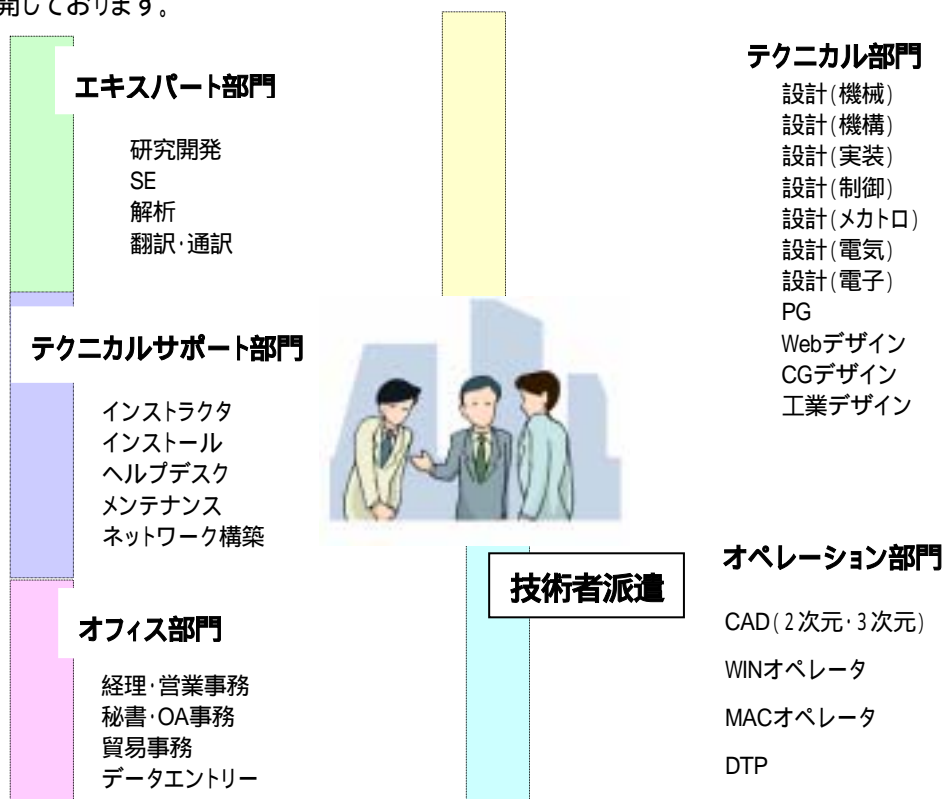 開しております。
エキスパート部門
研究開発
SE
解析
翻訳･通訳
テクニカルサポート部門
インストラクタ
インストール
ヘルプデスク
メンテナンス
ネットワーク構築
オフィス部門
経理･営業事務
秘書･OA事務
貿易事務
データエントリー
テクニカル部門
設計(機械)
設計(機構)
設計(実装)
設計(制御)
設計(メカトロ)
設計(電気)
設計(電子)
PG
Webデザイン
CGデザイン
工業デザイン
技術者派遣
オペレーション部門
CAD(2次元･3次元)
WINオペレータ
MACオペレータ
DTP